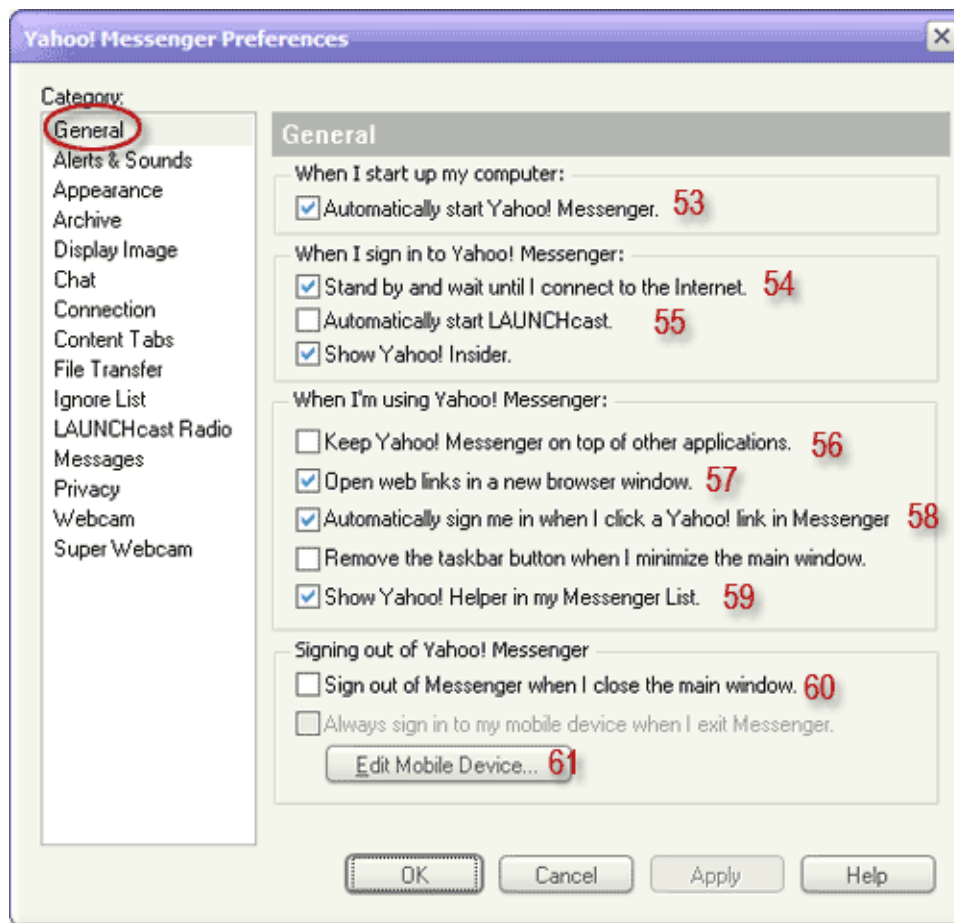 Yahoo! Messenger Preferences
Category:
General
Alerts & Sounds
Appearance
Archive
Display Image
Chat
Connection
Content Tabs
File Transfer
Ignore List
LAUNCHcast Radio
Messages
Privacy
Webcam
Super Webcam
General
When I start up my computer:
Automatically start Yahoo! Messenger. 53
When I sign in to Yahoo! Messenger:
Stand by and wait until I connect to the Internet. 54
Automatically start LAUNCHcast. 55
Show Yahoo! Insider.
When I'm using Yahoo! Messenger:
Keep Yahoo! Messenger on top of other applications. 56
Open web links in a new browser window. 57
Automatically sign me in when I click a Yahoo! link in Messenger 58
Remove the taskbar button when I minimize the main window.
Show Yahoo! Helper in my Messenger List. 59
Signing out of Yahoo! Messenger
Sign out of Messenger when I close the main window. 60
Always sign in to my mobile device when I exit Messenger.
Edit Mobile Device... 61
OK Cancel Apply Help